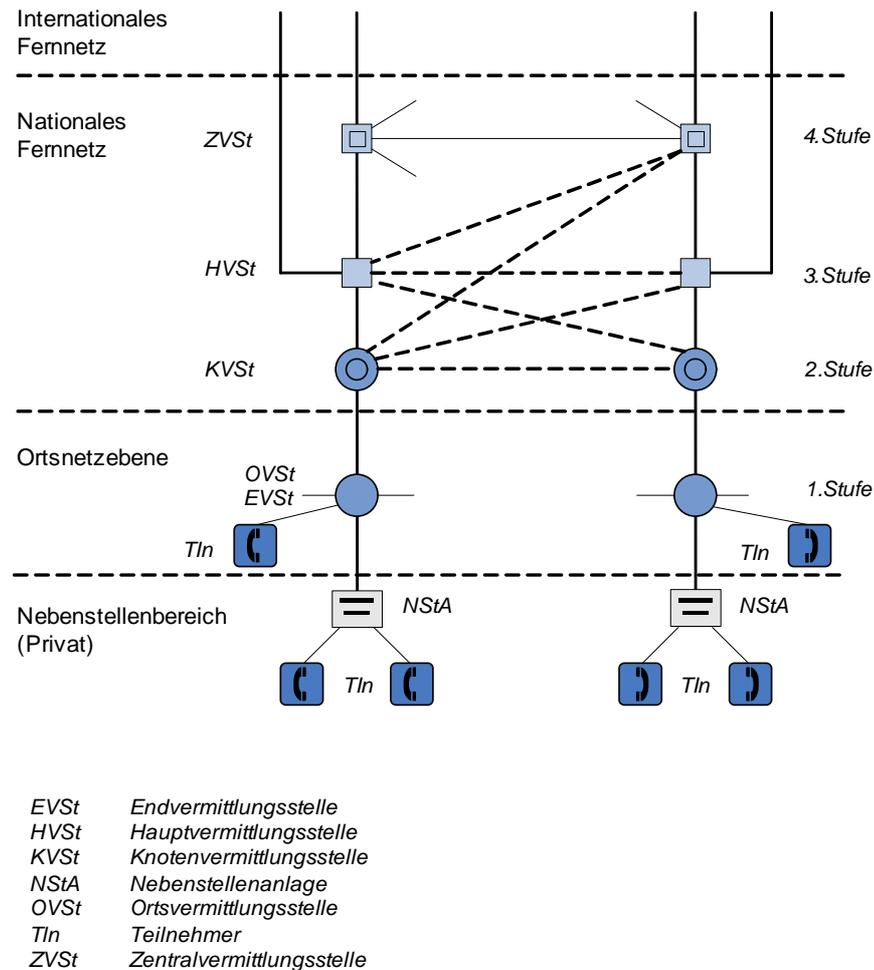 Internationales
Fernnetz
Nationales
Fernnetz
ZVSt
4.Stufe
HVSt
3.Stufe
KVSt
2.Stufe
Ortsnetzebene
OVSt
EVSt
1.Stufe
Tln
Tln
Nebenstellenbereich
(Privat)
NStA
NStA
Tln
Tln
EVSt Endvermittlungsstelle
HVSt Hauptvermittlungsstelle
KVSt Knotenvermittlungsstelle
NStA Nebenstellenanlage
OVSt Ortsvermittlungsstelle
Tln Teilnehmer
ZVSt Zentralvermittlungsstelle